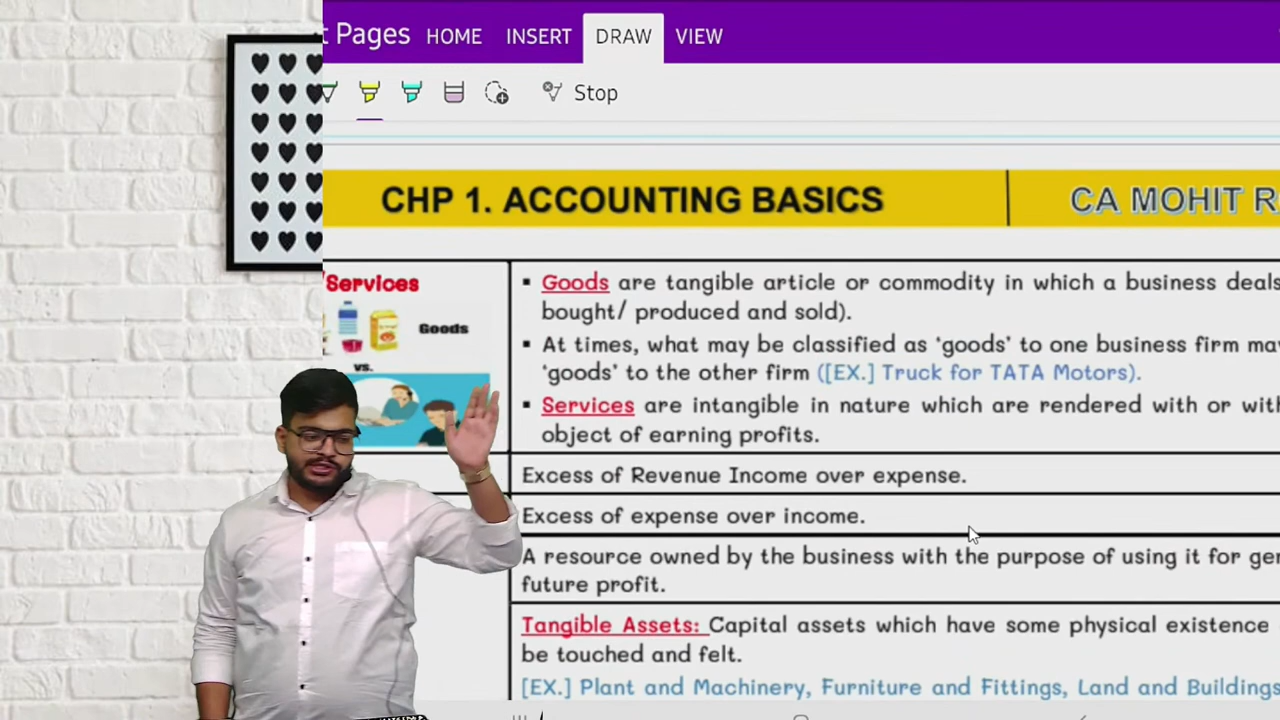 t Pages HOME INSERT DRAW VIEW
Stop
CHP 1. ACCOUNTING BASICS
CA MOHIT R
/Services
Goods
vs.
▪ Goods are tangible article or commodity in which a business deals
bought/ produced and sold).
▪ At times, what may be classified as 'goods' to one business firm may
'goods' to the other firm ([EX.] Truck for TATA Motors).
▪ Services are intangible in nature which are rendered with or with
object of earning profits.
Excess of Revenue Income over expense.
Excess of expense over income.
A resource owned by the business with the purpose of using it for gen
future profit.
Tangible Assets: Capital assets which have some physical existence
be touched and felt.
[EX.] Plant and Machinery, Furniture and Fittings, Land and Buildings